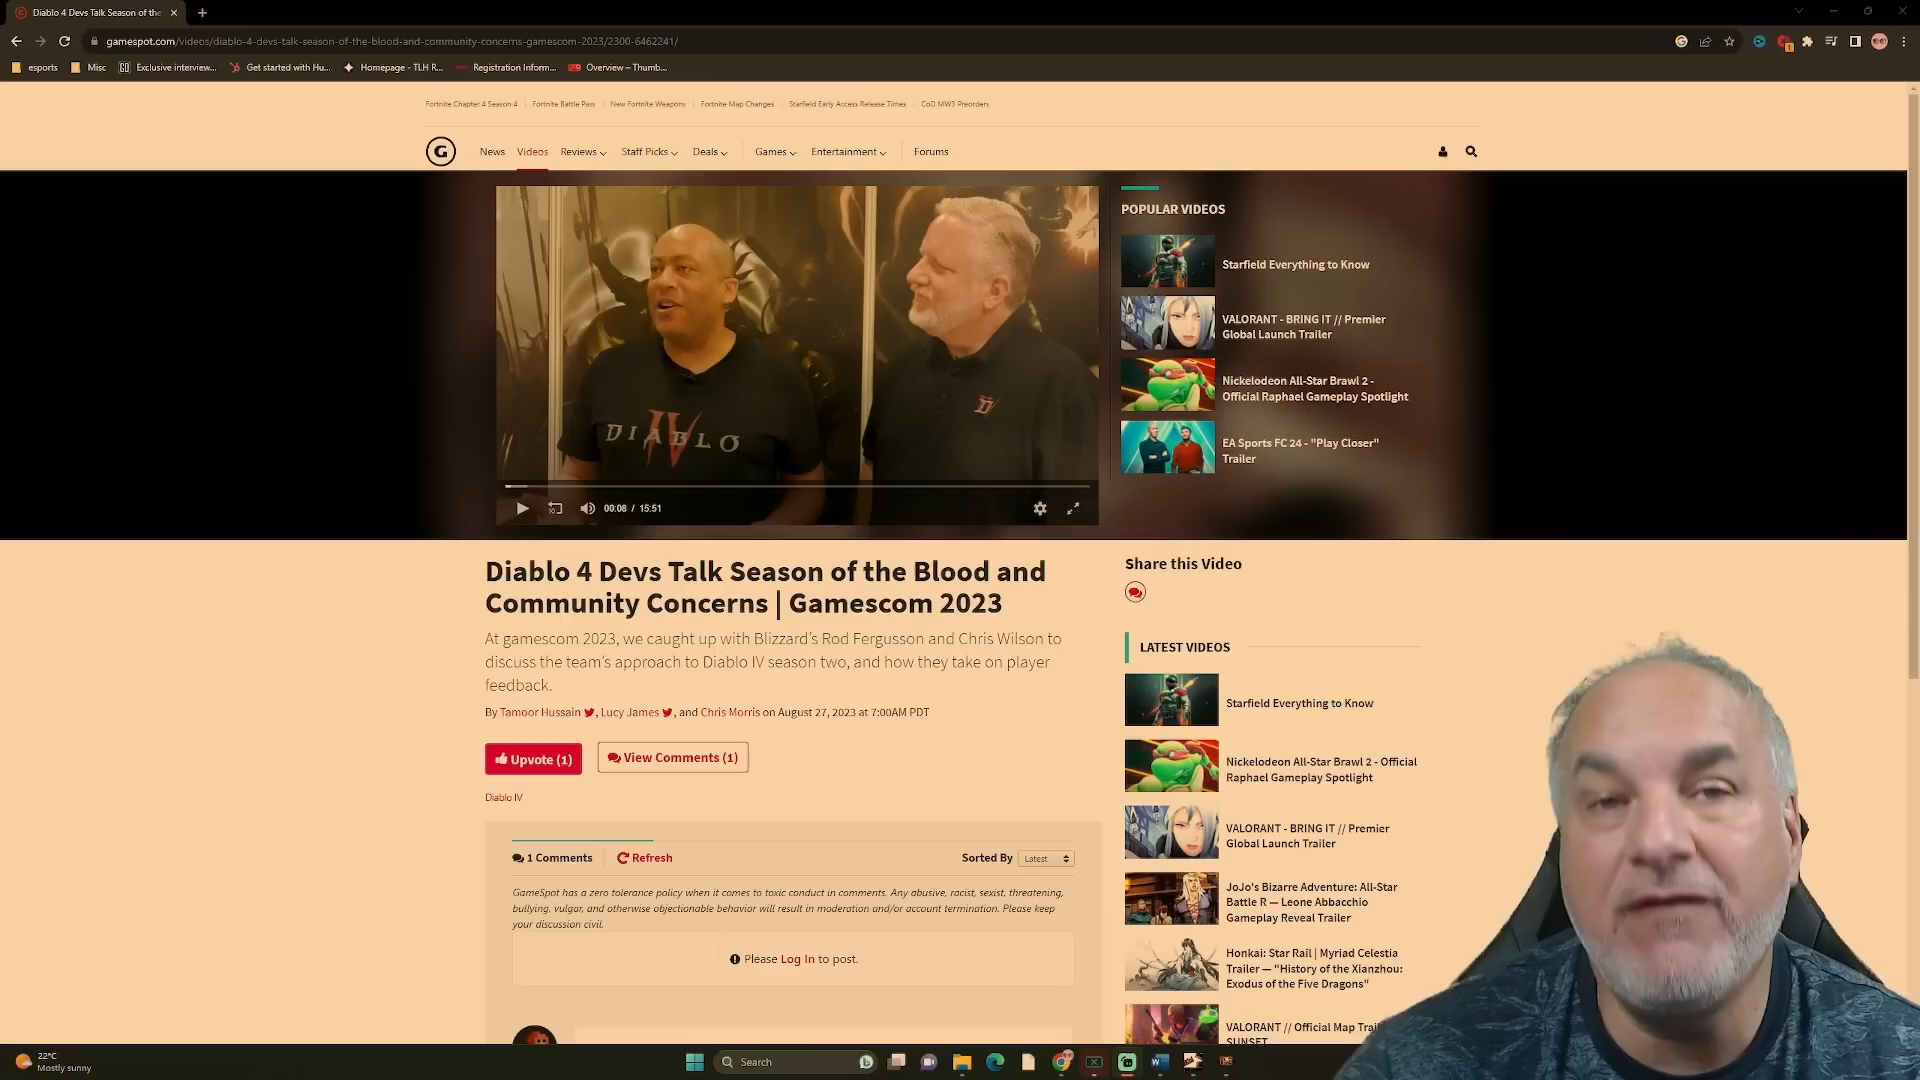 Diablo 4 Devs Talk Season of the
gamespot.com/videos/diablo-4-devs-talk-season-of-the-blood-and-community-concerns-gamescom-2023/2300-6462241/
esports Misc Exclusive interview... Get started with Hu... Homepage - TLH R... Registration Inform... Overview – Thumb...
Fortnite Chapter 4 Season 4 Fortnite Battle Pass New Fortnite Weapons Fortnite Map Changes Starfield Early Access Release Times CoD MW3 Preorders
G News Videos Reviews Staff Picks Deals Games Entertainment Forums
DIABLO
IV
00:08 / 15:51
POPULAR VIDEOS
Starfield Everything to Know
VALORANT - BRING IT // Premier
Global Launch Trailer
Nickelodeon All-Star Brawl 2 -
Official Raphael Gameplay Spotlight
EA Sports FC 24 - "Play Closer"
Trailer
Diablo 4 Devs Talk Season of the Blood and
Community Concerns | Gamescom 2023
At gamescom 2023, we caught up with Blizzard's Rod Fergusson and Chris Wilson to
discuss the team's approach to Diablo IV season two, and how they take on player
feedback.
By Tamoor Hussain, Lucy James, and Chris Morris on August 27, 2023 at 7:00AM PDT
Upvote (1) View Comments (1)
Diablo IV
1 Comments Refresh Sorted By Latest
GameSpot has a zero tolerance policy when it comes to toxic conduct in comments. Any abusive, racist, sexist, threatening,
bullying, vulgar, and otherwise objectionable behavior will result in moderation and/or account termination. Please keep
your discussion civil.
Please Log In to post.
Share this Video
LATEST VIDEOS
Starfield Everything to Know
Nickelodeon All-Star Brawl 2 - Official
Raphael Gameplay Spotlight
VALORANT - BRING IT // Premier
Global Launch Trailer
JoJo's Bizarre Adventure: All-Star
Battle R — Leone Abbacchio
Gameplay Reveal Trailer
Honkai: Star Rail | Myriad Celestia
Trailer — "History of the Xianzhou:
Exodus of the Five Dragons"
VALORANT // Official Map Trail
SUNSET
22°C
Mostly sunny
Search